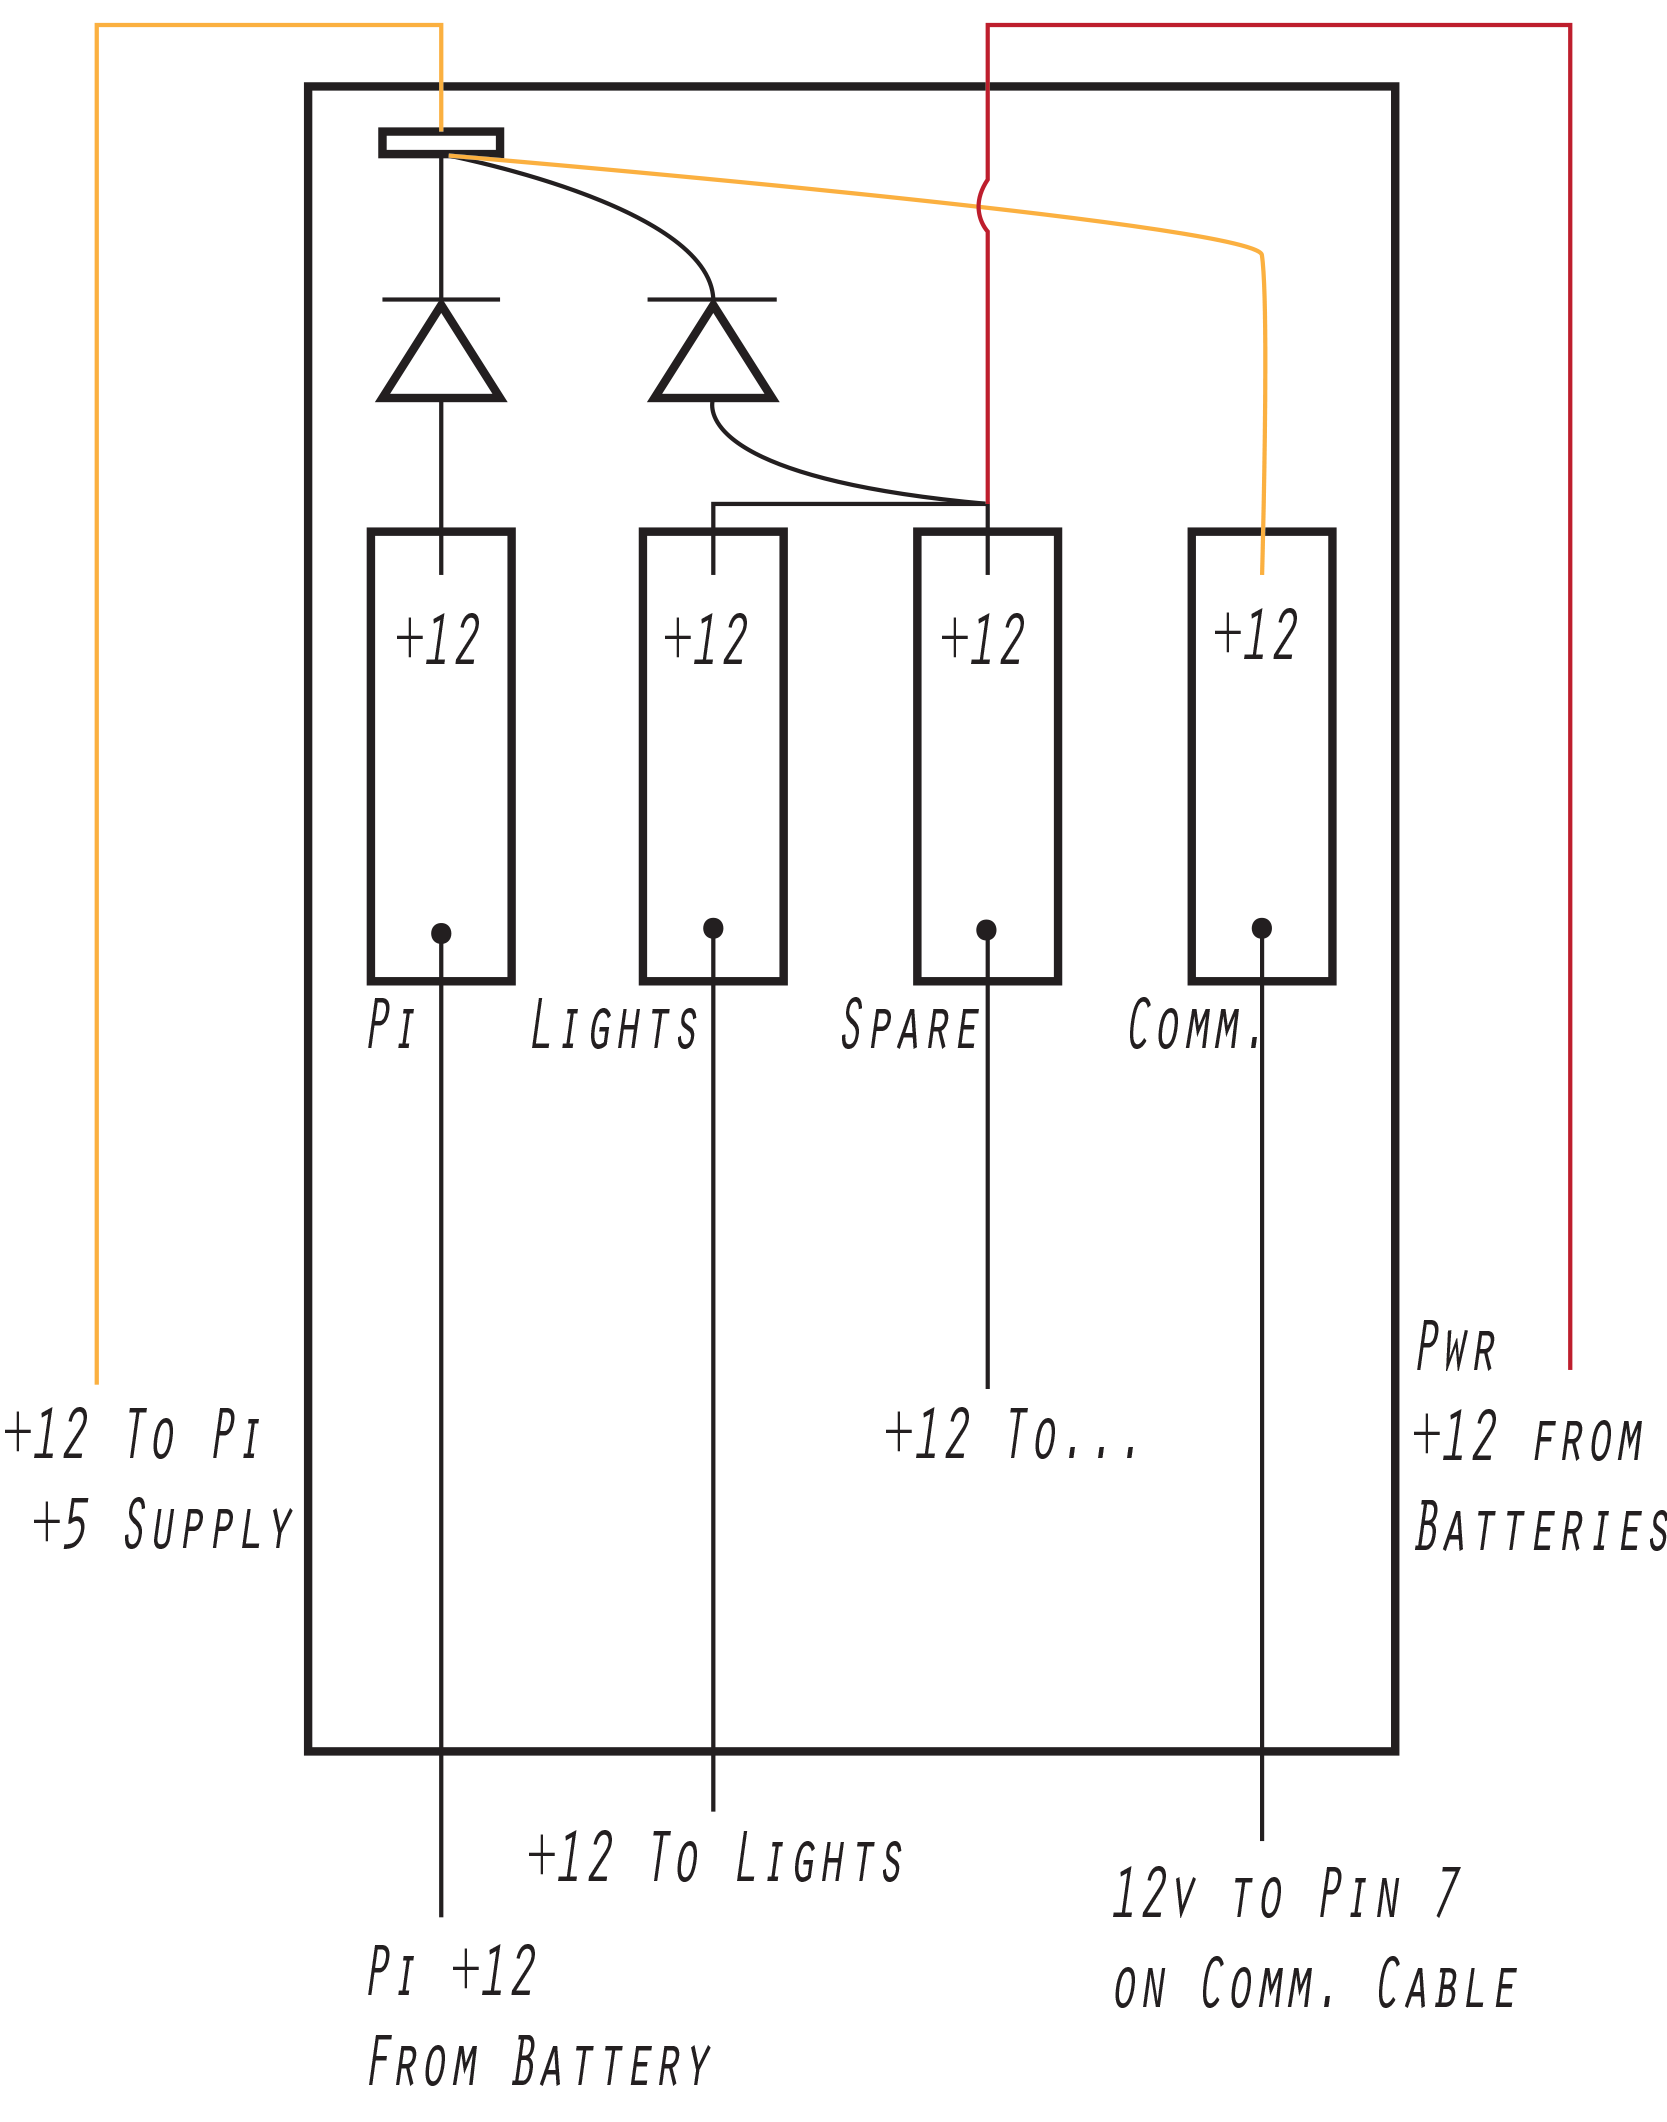 +12
+12
+12
+12
Pi
Lights
Spare
Comm.
+12 To Pi
+5 Supply
+12 To...
Pwr
+12 from
Batteries
+12 To Lights
Pi +12
From Battery
12v to Pin 7
on Comm. Cable